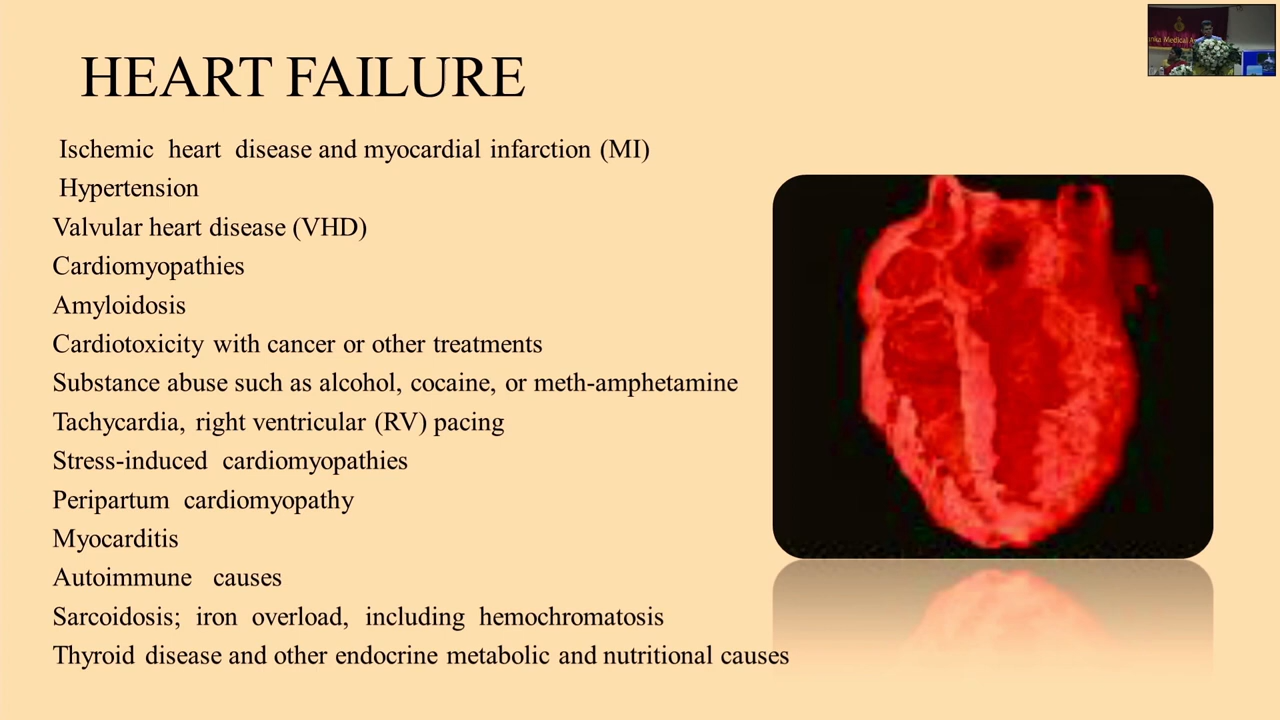 HEART FAILURE
Ischemic heart disease and myocardial infarction (MI)
Hypertension
Valvular heart disease (VHD)
Cardiomyopathies
Amyloidosis
Cardiotoxicity with cancer or other treatments
Substance abuse such as alcohol, cocaine, or meth-amphetamine
Tachycardia, right ventricular (RV) pacing
Stress-induced cardiomyopathies
Peripartum cardiomyopathy
Myocarditis
Autoimmune causes
Sarcoidosis; iron overload, including hemochromatosis
Thyroid disease and other endocrine metabolic and nutritional causes
Medical